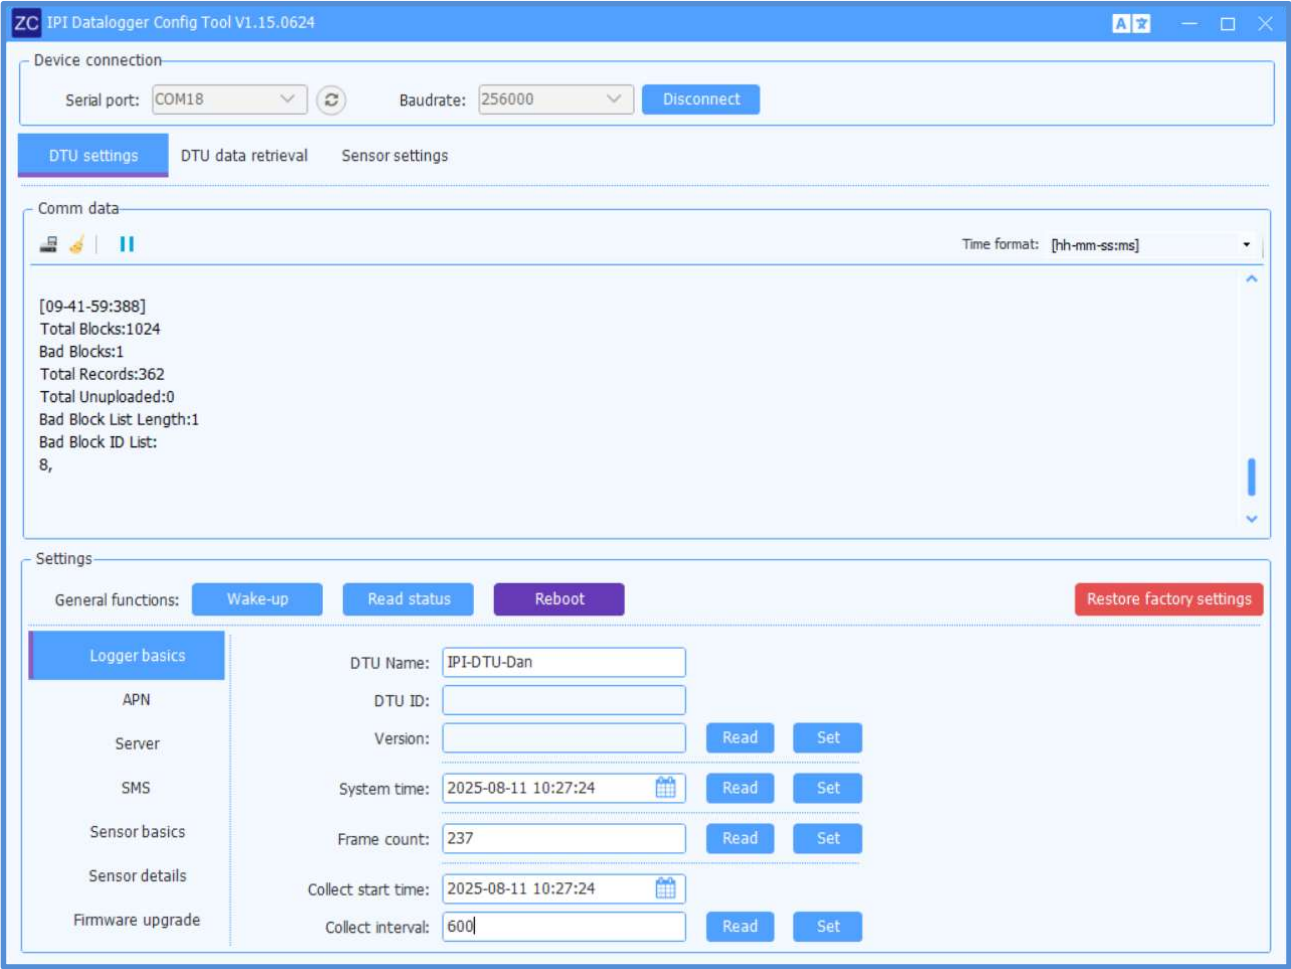 ZC IPI Datalogger Config Tool V1.15.0624
Device connection
Serial port: COM18 Baudrate: 256000 Disconnect
DTU settings DTU data retrieval Sensor settings
Comm data
Time format: [hh-mm-ss:ms]
[09-41-59:388]
Total Blocks:1024
Bad Blocks:1
Total Records:362
Total Unuploaded:0
Bad Block List Length:1
Bad Block ID List:
8,
Settings
General functions: Wake-up Read status Reboot Restore factory settings
Logger basics
APN
Server
SMS
Sensor basics
Sensor details
Firmware upgrade
DTU Name: IPI-DTU-Dan
DTU ID:
Version: Read Set
System time: 2025-08-11 10:27:24 Read Set
Frame count: 237 Read Set
Collect start time: 2025-08-11 10:27:24
Collect interval: 600 Read Set